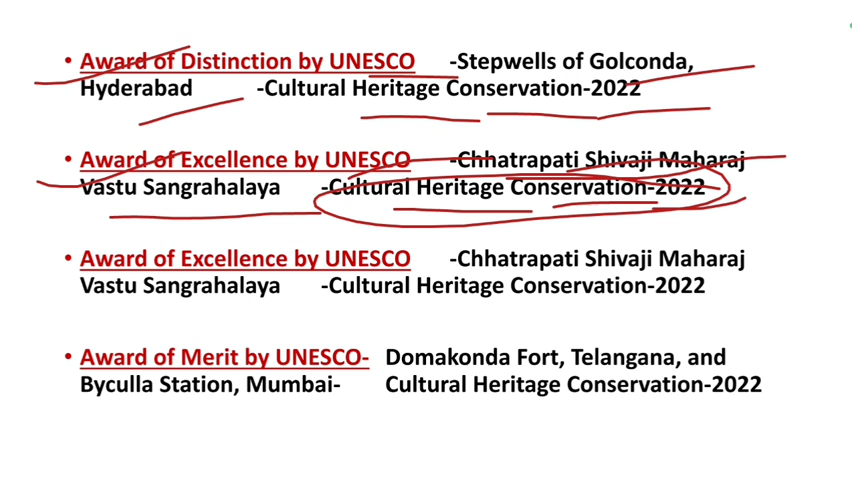 • Award of Distinction by UNESCO -Stepwells of Golconda,
Hyderabad -Cultural Heritage Conservation-2022
• Award of Excellence by UNESCO -Chhatrapati Shivaji Maharaj
Vastu Sangrahalaya -Cultural Heritage Conservation-2022
• Award of Excellence by UNESCO -Chhatrapati Shivaji Maharaj
Vastu Sangrahalaya -Cultural Heritage Conservation-2022
• Award of Merit by UNESCO- Domakonda Fort, Telangana, and
Byculla Station, Mumbai- Cultural Heritage Conservation-2022